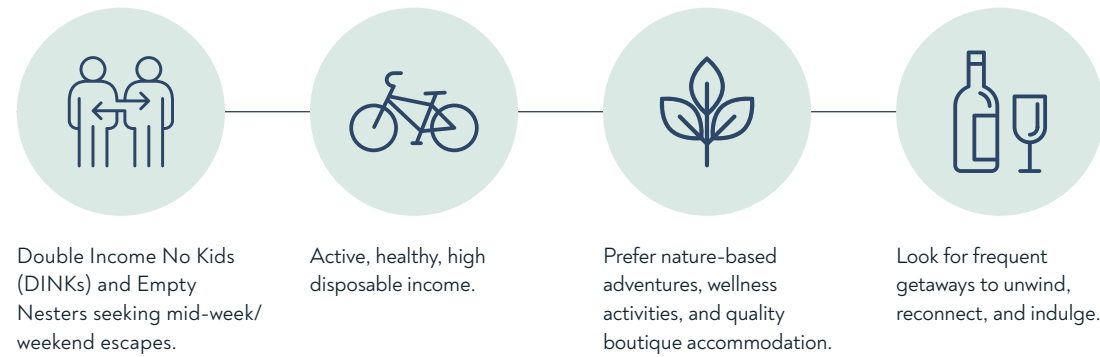 Double Income No Kids
(DINKs) and Empty
Nesters seeking mid-week/
weekend escapes.
Active, healthy, high
disposable income.
Prefer nature-based
adventures, wellness
activities, and quality
boutique accommodation.
Look for frequent
getaways to unwind,
reconnect, and indulge.